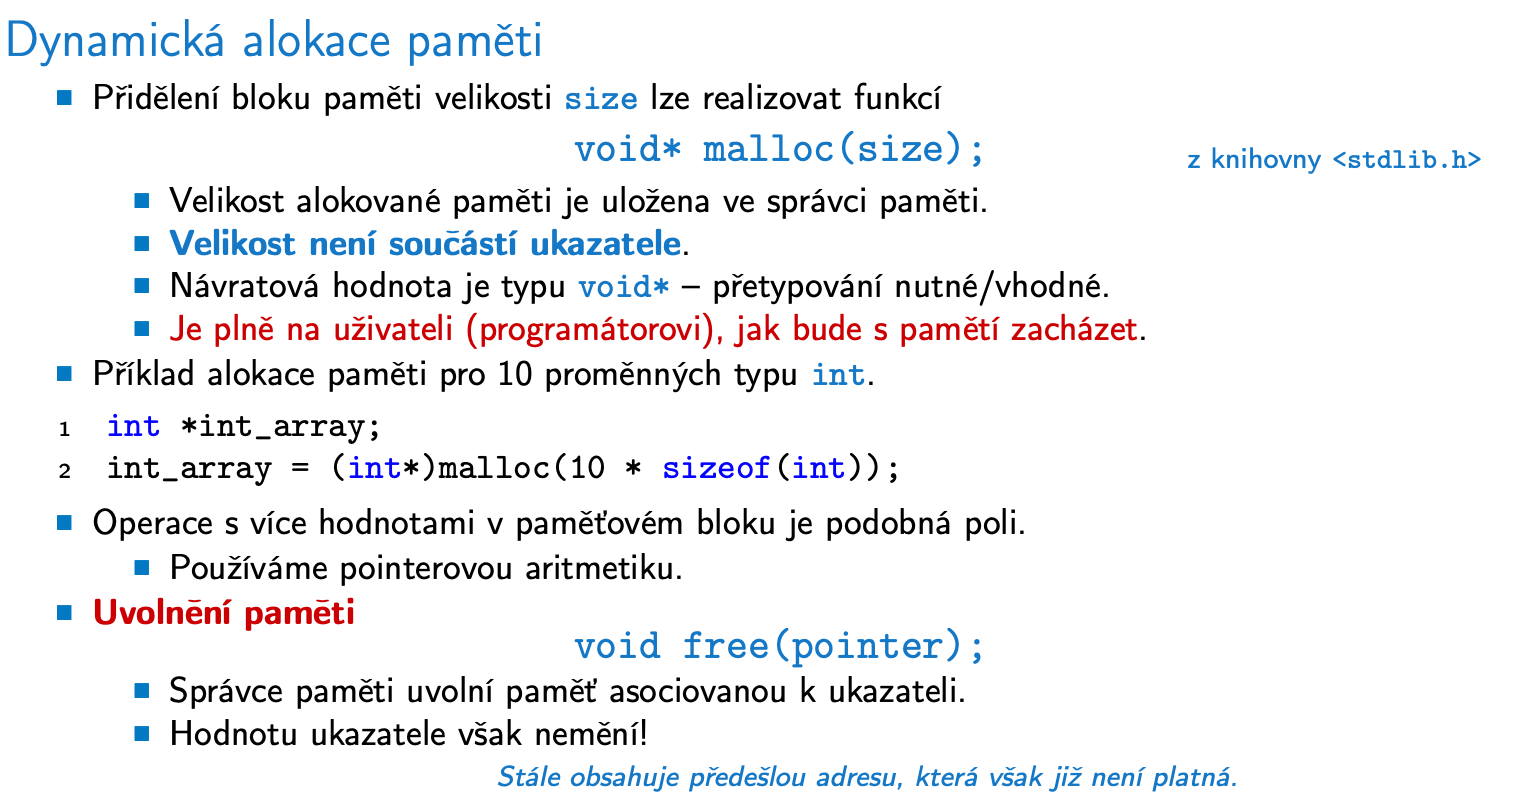 Dynamická alokace paměti
Přidělení bloku paměti velikosti size lze realizovat funkcí
void* malloc(size);
z knihovny <stdlib.h>
Velikost alokované paměti je uložena ve správci paměti.
Velikost není součástí ukazatele.
Návratová hodnota je typu void* – přetypování nutné/vhodné.
Je plně na uživateli (programátorovi), jak bude s pamětí zacházet.
Příklad alokace paměti pro 10 proměnných typu int.
1 int *int_array;
2 int_array = (int*)malloc(10 * sizeof(int));
Operace s více hodnotami v paměťovém bloku je podobná poli.
Používáme pointerovou aritmetiku.
Uvolnění paměti
void free(pointer);
Správce paměti uvolní paměť asociovanou k ukazateli.
Hodnotu ukazatele však nemění!
Stále obsahuje předešlou adresu, která však již není platná.